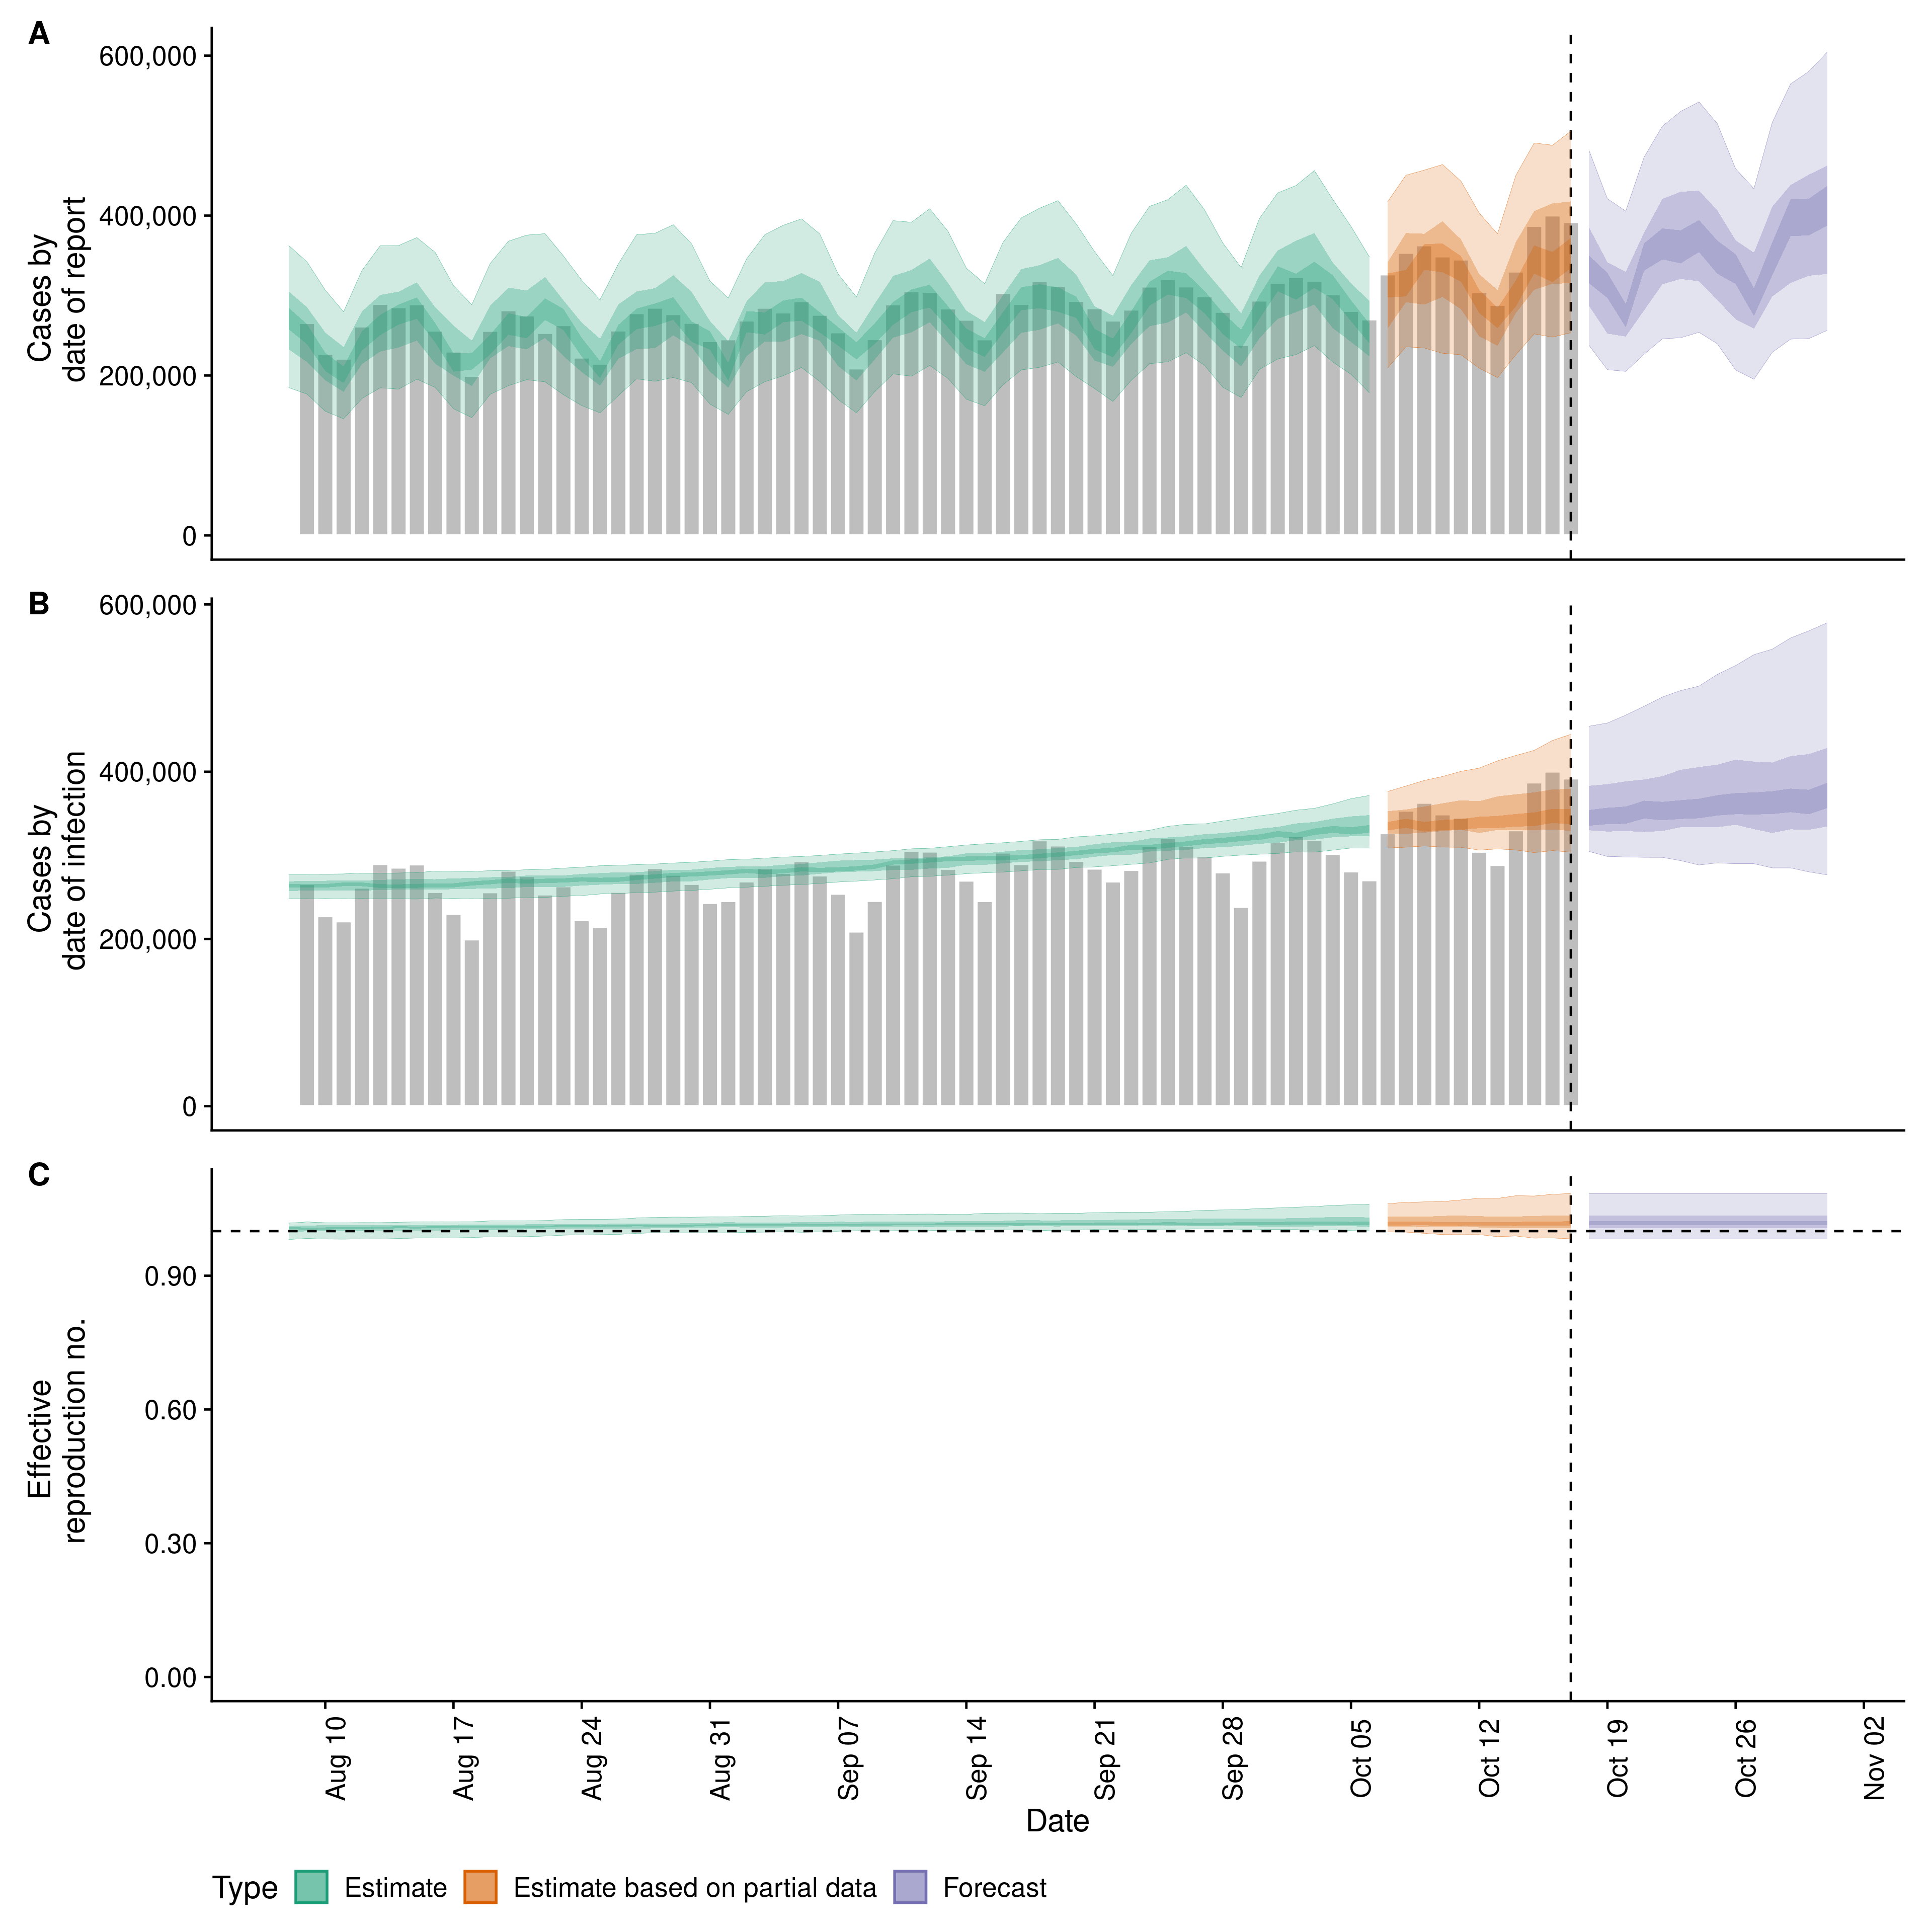 A
600,000
400,000
200,000
0
Cases by
date of report
B
600,000
400,000
200,000
0
Cases by
date of infection
C
0.90
0.60
0.30
0.00
Effective
reproduction no.
Aug 10
Aug 17
Aug 24
Aug 31
Sep 07
Sep 14
Sep 21
Sep 28
Oct 05
Oct 12
Oct 19
Oct 26
Nov 02
Date
Type Estimate Estimate based on partial data Forecast